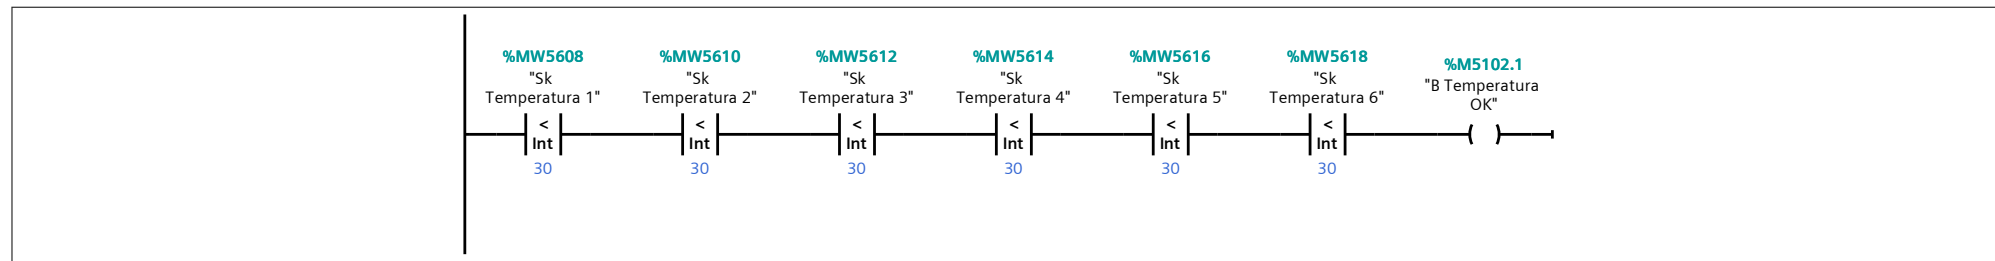 %MW5608
"Sk
Temperatura 1"
<
Int
30
%MW5610
"Sk
Temperatura 2"
<
Int
30
%MW5612
"Sk
Temperatura 3"
<
Int
30
%MW5614
"Sk
Temperatura 4"
<
Int
30
%MW5616
"Sk
Temperatura 5"
<
Int
30
%MW5618
"Sk
Temperatura 6"
<
Int
30
%M5102.1
"B Temperatura
OK"